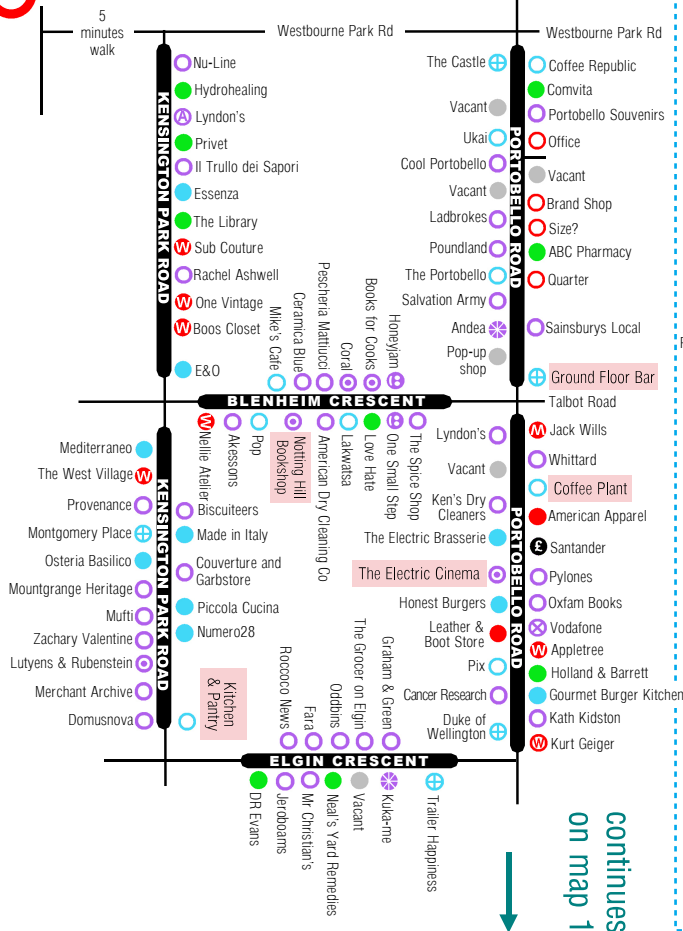 5
minutes
walk
Westbourne Park Rd
Westbourne Park Rd
KENSINGTON PARK ROAD
Nu-Line
Hydrohealing
A
Lyndon's
Privet
Il Trullo dei Sapori
Essenza
The Library
W
Sub Couture
Rachel Ashwell
W
One Vintage
W
Boos Closet
E&O
PORTOBELLO ROAD
The Castle
Vacant
Ukai
Cool Portobello
Vacant
Ladbrokes
Poundland
The Portobello
Salvation Army
Andea
Pop-up
shop
Coffee Republic
Comvita
Portobello Souvenirs
Office
Vacant
Brand Shop
Size?
ABC Pharmacy
Quarter
Sainsburys Local
Ground Floor Bar
Talbot Road
Mike's Cafe
Ceramica Blue
Pescheria Mattiucci
Coral
Books for Cooks
Honeyjam
BLENHEIM CRESCENT
W
Nellie Atelier
Akessons
Pop
Notting Hill
Bookshop
American Dry Cleaning Co
Lakwatsa
Love Hate
One Small Step
The Spice Shop
KENSINGTON PARK ROAD
Mediterraneo
The West Village
W
Provenance
Montgomery Place
Osteria Basilico
Mountgrange Heritage
Mufti
Zachary Valentine
Lutyens & Rubenstein
Merchant Archive
Domusnova
Biscuiteers
Made in Italy
Couverture and
Garbstore
Piccola Cucina
Numero28
Kitchen
& Pantry
PORTOBELLO ROAD
Lyndon's
Vacant
Ken's Dry
Cleaners
The Electric Brasserie
The Electric Cinema
Honest Burgers
Leather &
Boot Store
Pix
Cancer Research
Duke of
Wellington
W
Jack Wills
Whittard
Coffee Plant
American Apparel
£
Santander
Pylones
Oxfam Books
Vodafone
W
Appletree
Holland & Barrett
Gourmet Burger Kitchen
Kath Kidston
W
Kurt Geiger
Roccoco News
Fara
Oddbins
The Grocer on Elgin
Graham & Green
ELGIN CRESCENT
DR Evans
Jeroboams
Mr Christian's
Neal's Yard Remedies
Vacant
Kuka-me
Trailer Happiness
continues
on map 1